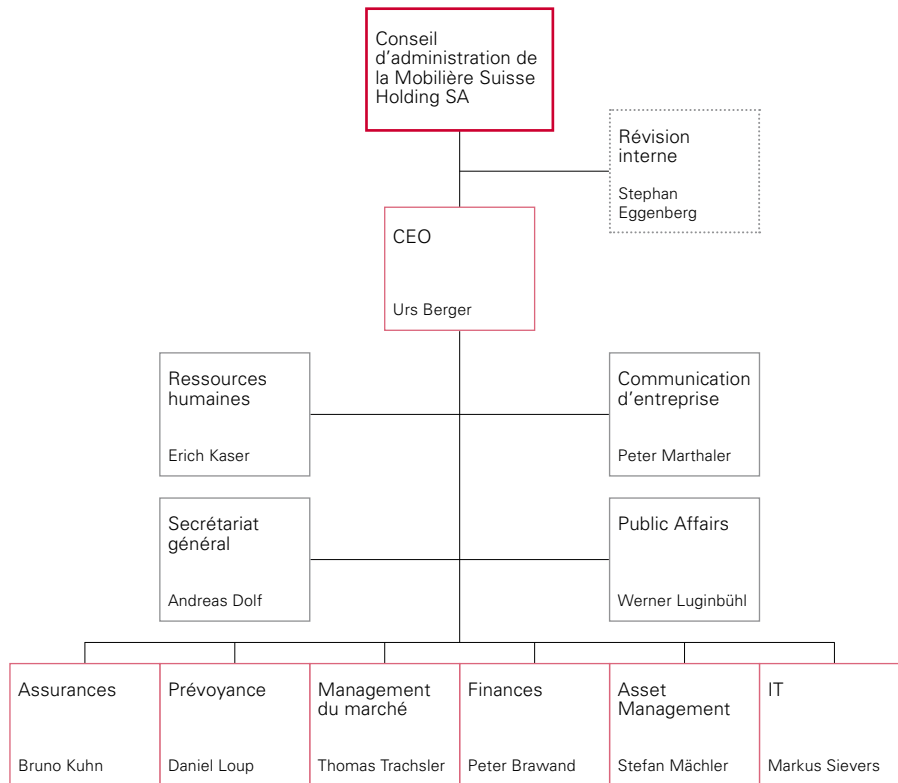 Conseil
d’administration de
la Mobilière Suisse
Holding SA
Révision
interne
Stephan
Eggenberg
CEO
Urs Berger
Ressources
humaines
Erich Kaser
Communication
d’entreprise
Peter Marthaler
Secrétariat
général
Andreas Dolf
Public Affairs
Werner Luginbühl
Assurances
Bruno Kuhn
Prévoyance
Daniel Loup
Management
du marché
Thomas Trachsler
Finances
Peter Brawand
Asset
Management
Stefan Mächler
IT
Markus Sievers